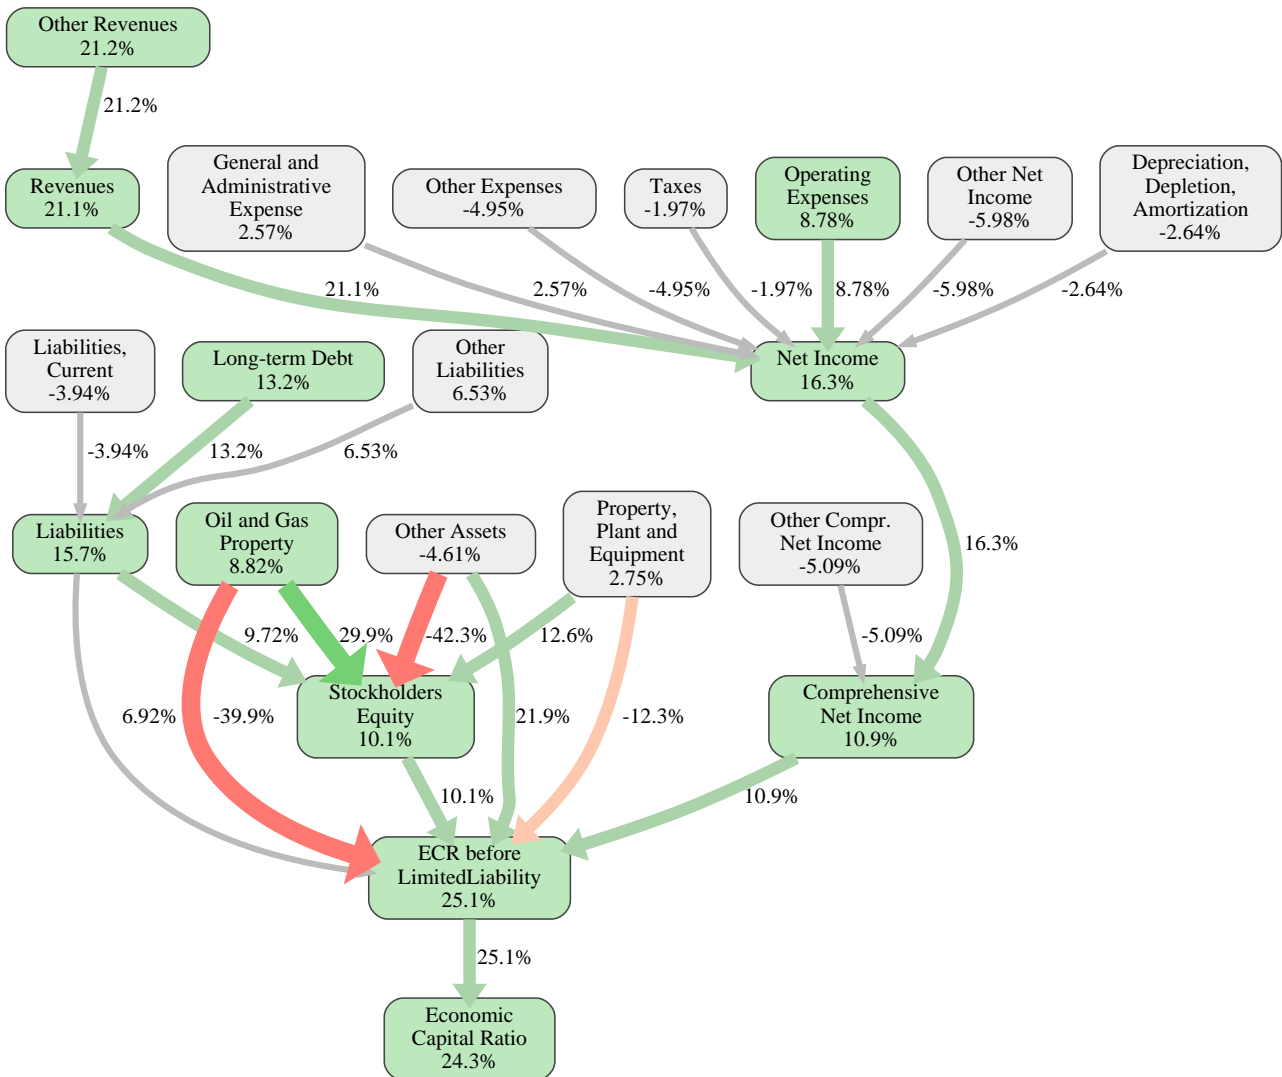 Other Revenues
21.2%
21.2%
Revenues
21.1%
General and
Administrative
Expense
2.57%
Other Expenses
-4.95%
Taxes
-1.97%
Operating
Expenses
8.78%
Other Net
Income
-5.98%
Depreciation,
Depletion,
Amortization
-2.64%
21.1%
2.57%
-4.95%
-1.97%
8.78%
-5.98%
-2.64%
Liabilities,
Current
-3.94%
Long-term Debt
13.2%
Other
Liabilities
6.53%
Net Income
16.3%
-3.94%
13.2%
6.53%
Liabilities
15.7%
Oil and Gas
Property
8.82%
Other Assets
-4.61%
Property,
Plant and
Equipment
2.75%
Other Compr.
Net Income
-5.09%
16.3%
9.72%
29.9%
-42.3%
12.6%
-5.09%
Stockholders
Equity
10.1%
Comprehensive
Net Income
10.9%
6.92%
-39.9%
21.9%
-12.3%
10.1%
10.9%
ECR before
LimitedLiability
25.1%
25.1%
Economic
Capital Ratio
24.3%